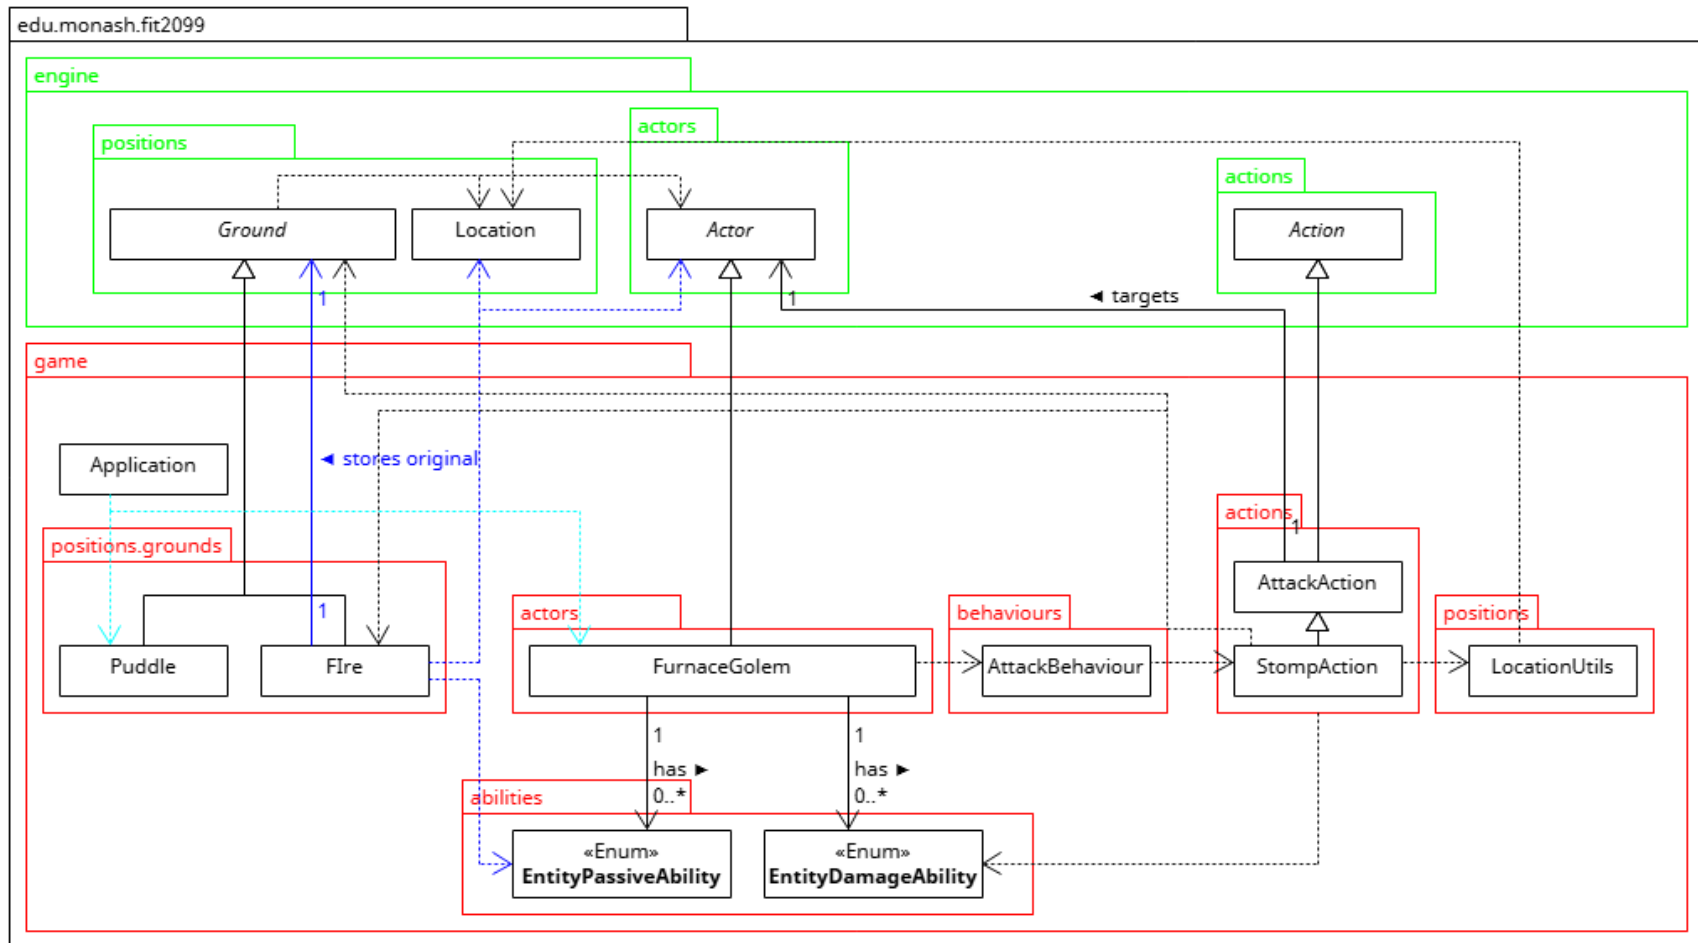 edu.monash.fit2099
engine
positions
actors
actions
Ground
Location
Actor
Action
1
1
◄ targets
game
Application
◄ stores original
actions
1
positions.grounds
AttackAction
1
actors
behaviours
positions
Puddle
FIre
FurnaceGolem
AttackBehaviour
StompAction
LocationUtils
1
1
has ►
has ►
abilities
0..*
0..*
«Enum»
EntityPassiveAbility
«Enum»
EntityDamageAbility